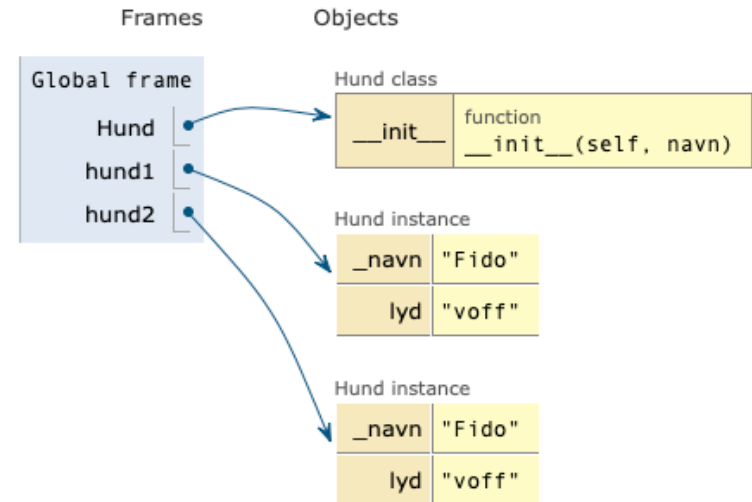 Frames Objects
Global frame
Hund
hund1
hund2
Hund class
__init__ function
__init__(self, navn)
Hund instance
_navn "Fido"
lyd "voff"
Hund instance
_navn "Fido"
lyd "voff"